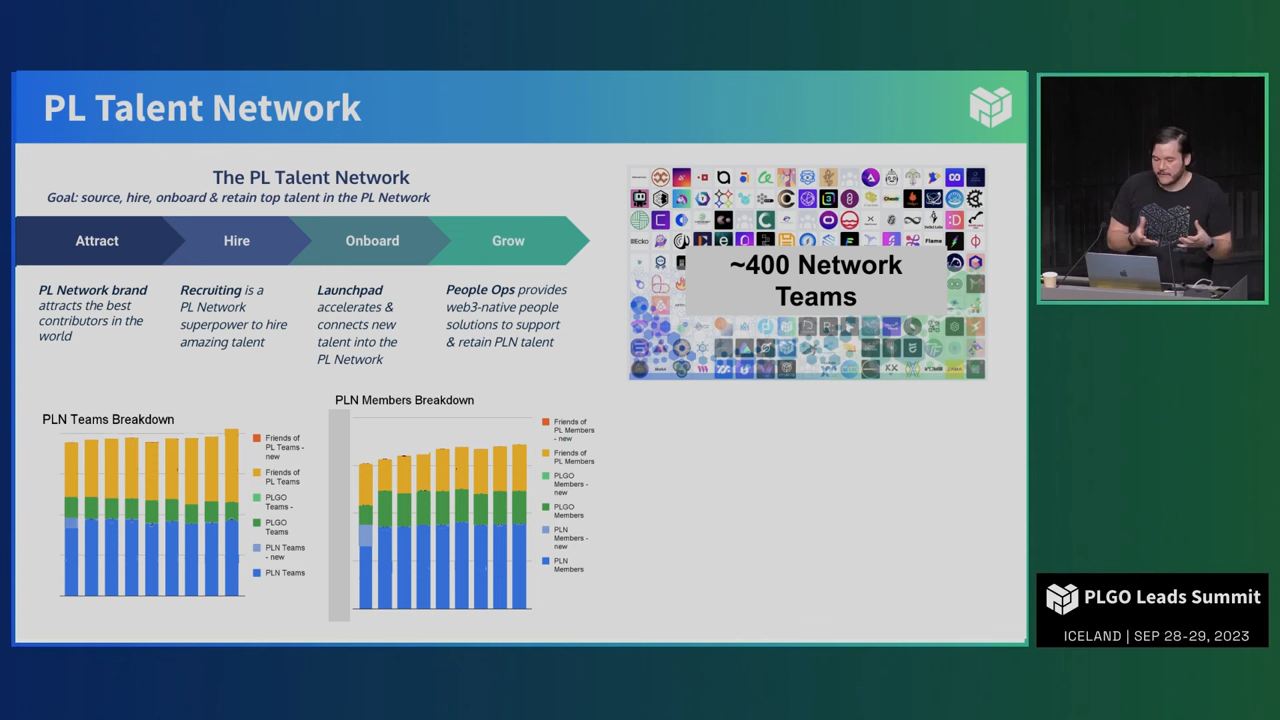 PL Talent Network
The PL Talent Network
Goal: source, hire, onboard & retain top talent in the PL Network
Attract
Hire
Onboard
Grow
PL Network brand
attracts the best
contributors in the
world
Recruiting is a
PL Network
superpower to hire
amazing talent
Launchpad
accelerates &
connects new
talent into the
PL Network
People Ops provides
web3-native people
solutions to support
& retain PLN talent
~400 Network
Teams
Flame
PLN Teams Breakdown
Friends of
PL Teams -
new
Friends of
PL Teams
PLGO
Teams -
PLGO
Teams
PLN Teams
- new
PLN Teams
PLN Members Breakdown
Friends of
PL Members
- new
Friends of
PL Members
PLGO
Members -
new
PLGO
Members
PLN
Members -
new
PLN
Members
PLGO Leads Summit
ICELAND | SEP 28-29, 2023